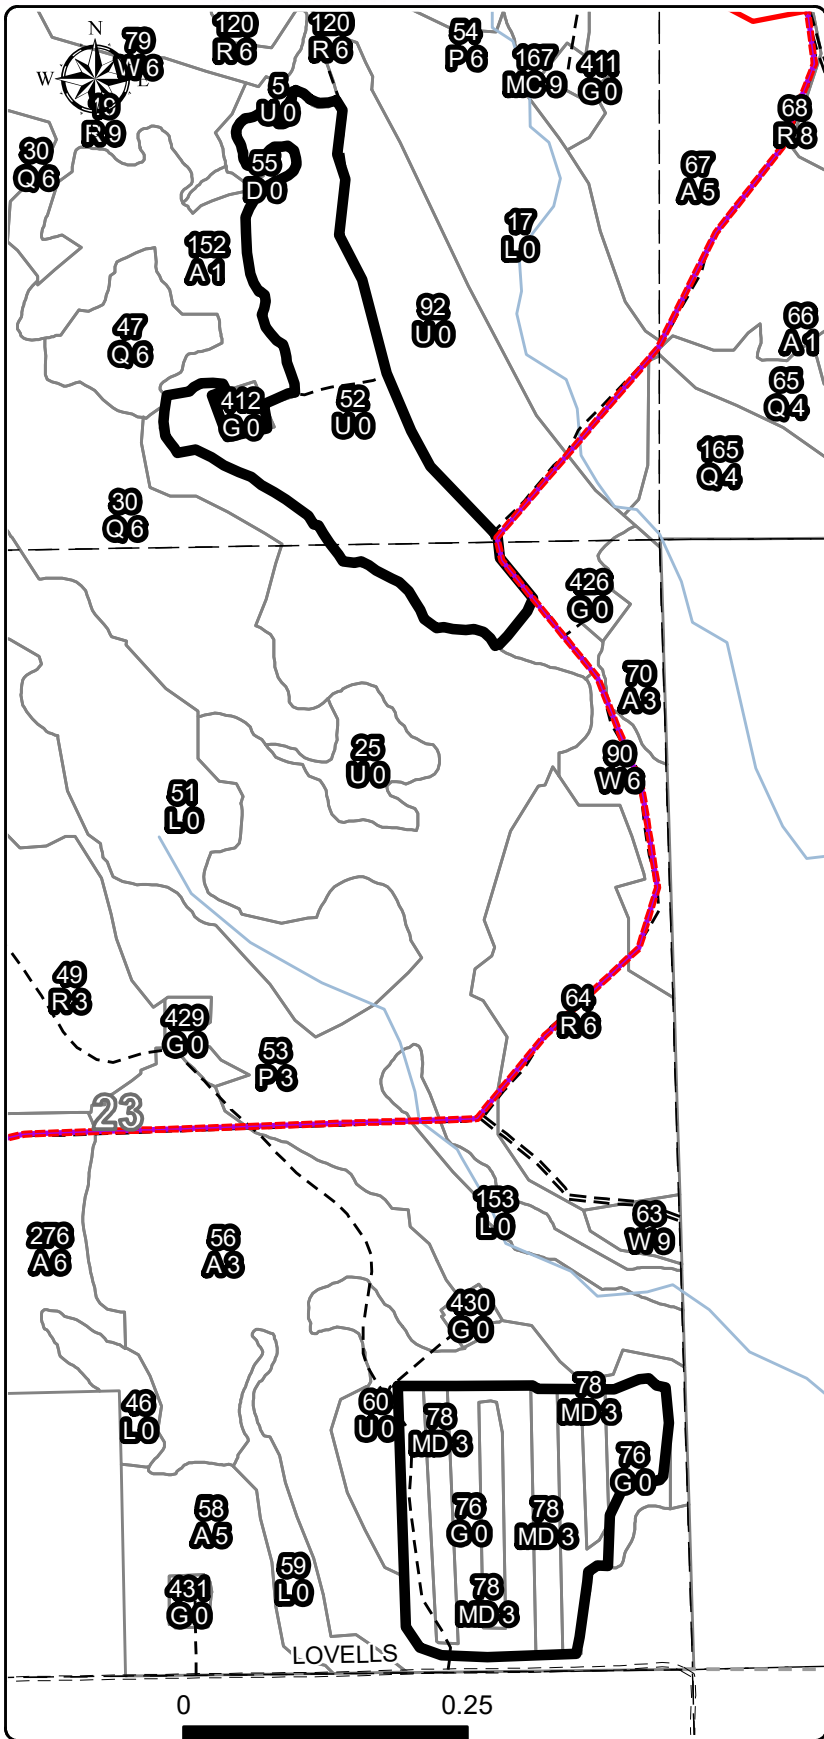 120
R 6
120
R 6
54
P 6
N
79
W 6
W
E
167
MC 9
411
G 0
5
U 0
19
R 9
68
R 8
30
Q 6
55
D 0
67
A 5
17
L 0
152
A 1
92
U 0
47
Q 6
66
A 1
65
Q 4
412
G 0
52
U 0
165
Q 4
30
Q 6
426
G 0
70
A 3
25
U 0
90
W 6
51
L 0
49
R 3
64
R 6
429
G 0
53
P 3
23
153
L 0
63
W 9
276
A 6
56
A 3
430
G 0
46
L 0
60
U 0
78
MD 3
78
MD 3
76
G 0
58
A 5
76
G 0
78
MD 3
59
L 0
431
G 0
78
MD 3
LOVELLS
0
0.25